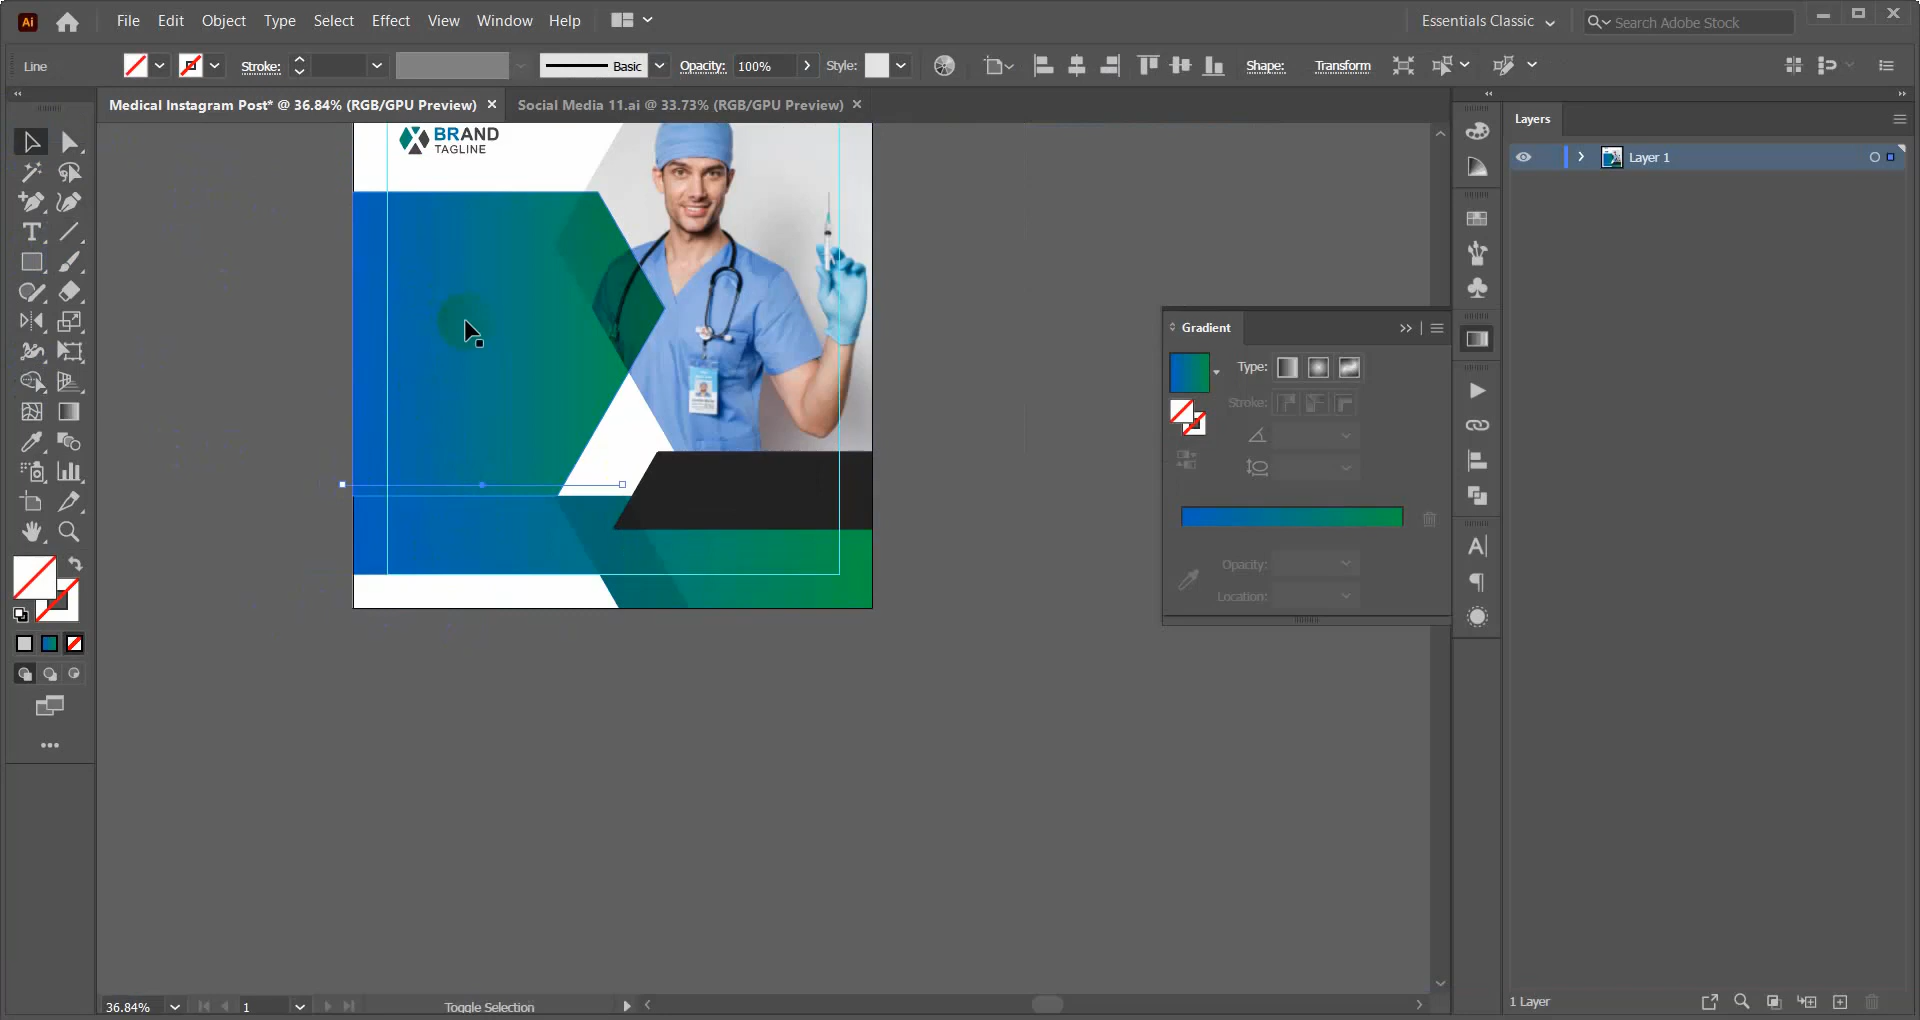 Ai
File Edit Object Type Select Effect View Window Help
Essentials Classic
Search Adobe Stock
Line
Stroke:
Basic
Opacity: 100%
Style:
Shape:
Transform
Medical Instagram Post* @ 36.84% (RGB/GPU Preview)
Social Media 11.ai @ 33.73% (RGB/GPU Preview)
Layers
Layer 1
BRAND
TAGLINE
Gradient
Type:
Stroke:
Opacity:
Location:
36.84%
1
Toggle Selection
1 Layer